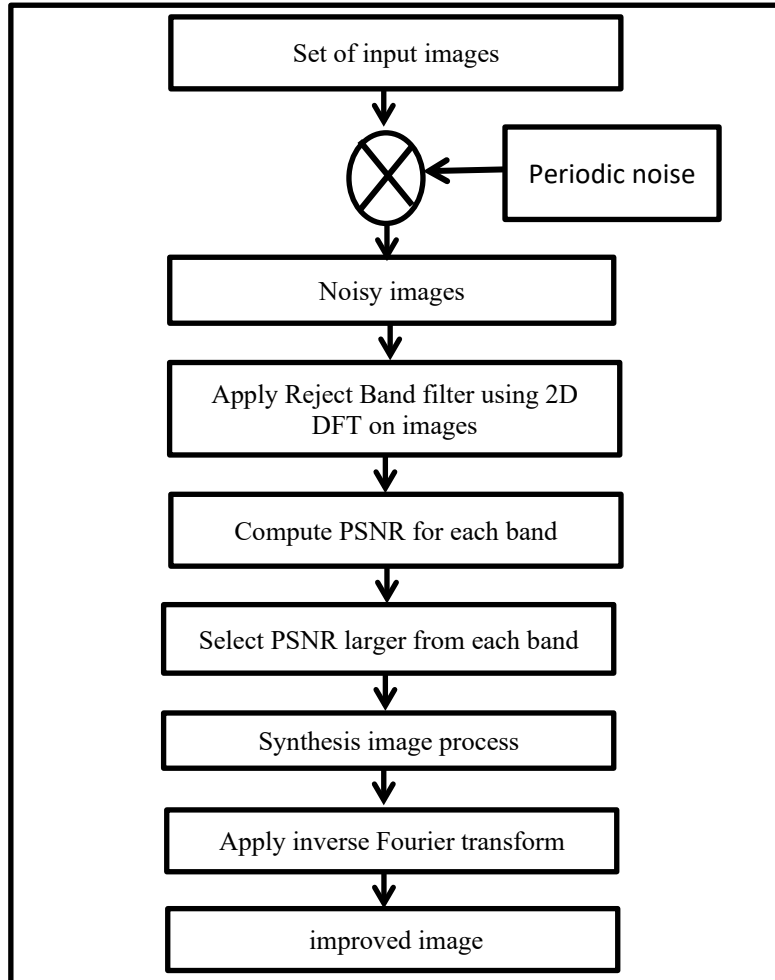 Set of input images
Periodic noise
Noisy images
Apply Reject Band filter using 2D
DFT on images
Compute PSNR for each band
Select PSNR larger from each band
Synthesis image process
Apply inverse Fourier transform
improved image